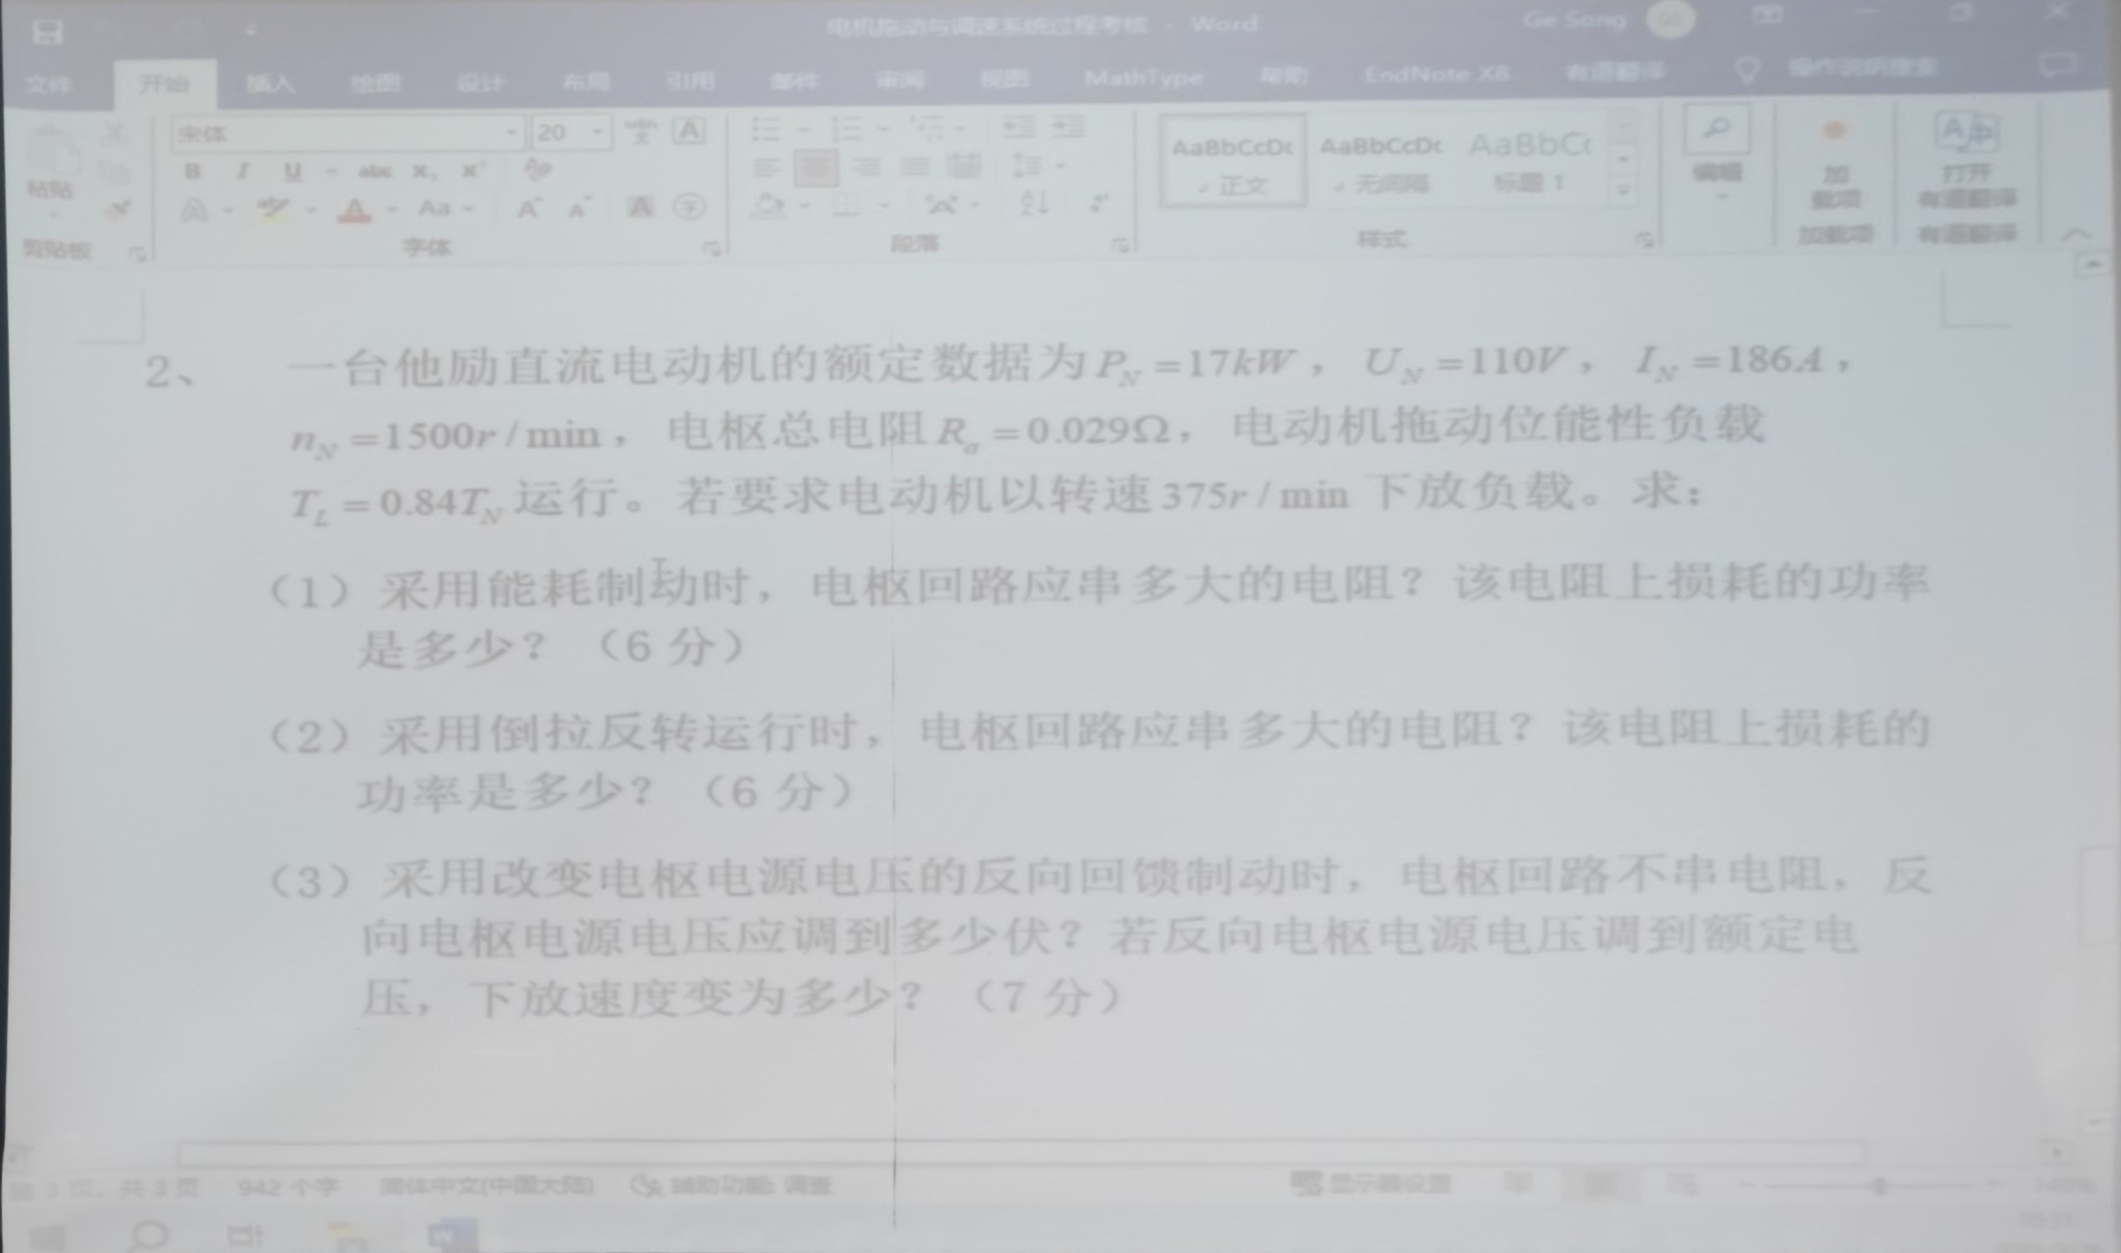 电机拖动与调速系统过程考核 - Word
Ge Song
文件 开始 插入 绘图 设计 布局 引用 邮件 审阅 视图 MathType 帮助 EndNote X8 有道翻译 操作说明搜索
宋体 20
AaBbCcDc AaBbCcDc AaBbC
粘贴 正文 无间隔 标题 1 编辑 加载项 打开有道翻译
剪贴板 字体 段落 样式 加载项 有道翻译
2、 一台他励直流电动机的额定数据为 P_N =17kW， U_N =110V， I_N =186A，
n_N =1500r / min， 电枢总电阻 R_a =0.029Ω， 电动机拖动位能性负载
T_L = 0.84T_N 运行。若要求电动机以转速 375r / min 下放负载。求：
（1）采用能耗制动时，电枢回路应串多大的电阻？该电阻上损耗的功率
是多少？（6 分）
（2）采用倒拉反转运行时，电枢回路应串多大的电阻？该电阻上损耗的
功率是多少？（6 分）
（3）采用改变电枢电源电压的反向回馈制动时，电枢回路不串电阻，反
向电枢电源电压应调到多少伏？若反向电枢电源电压调到额定电
压，下放速度变为多少？（7 分）
第 3 页，共 3 页 942 个字 简体中文(中国大陆) 辅助功能: 调查 显示器设置